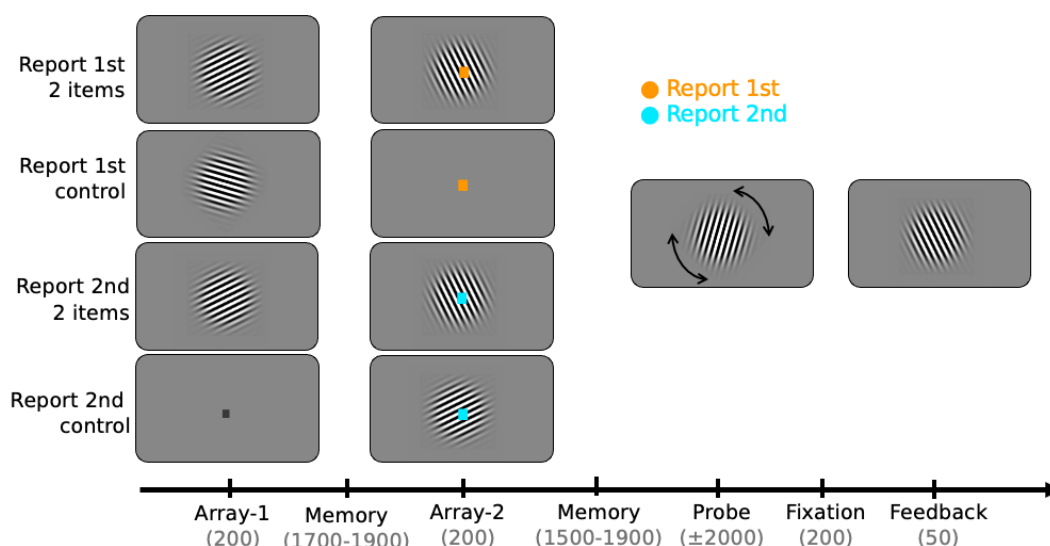 Report 1st
2 items
Report 1st
control
Report 2nd
2 items
Report 2nd
control
Report 1st
Report 2nd
Array-1
(200)
Memory
(1700-1900)
Array-2
(200)
Memory
(1500-1900)
Probe
(±2000)
Fixation
(200)
Feedback
(50)